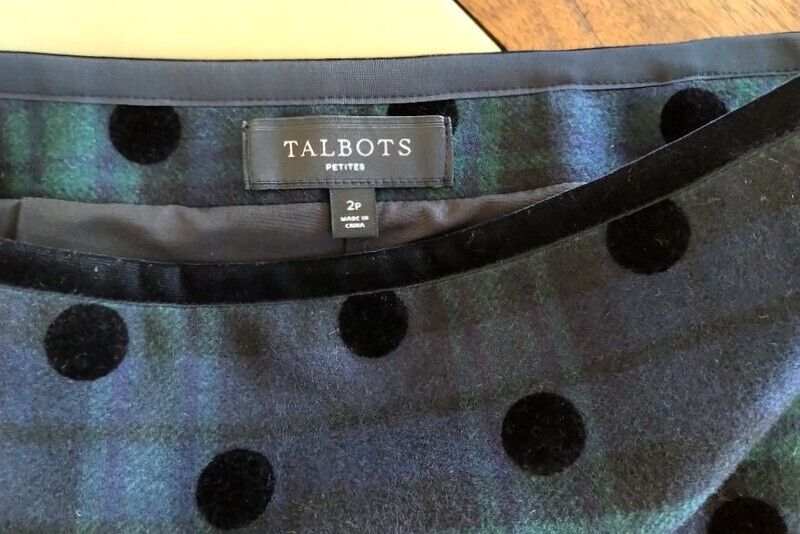 TALBOTS
PETITES
2P
MADE IN
CHINA